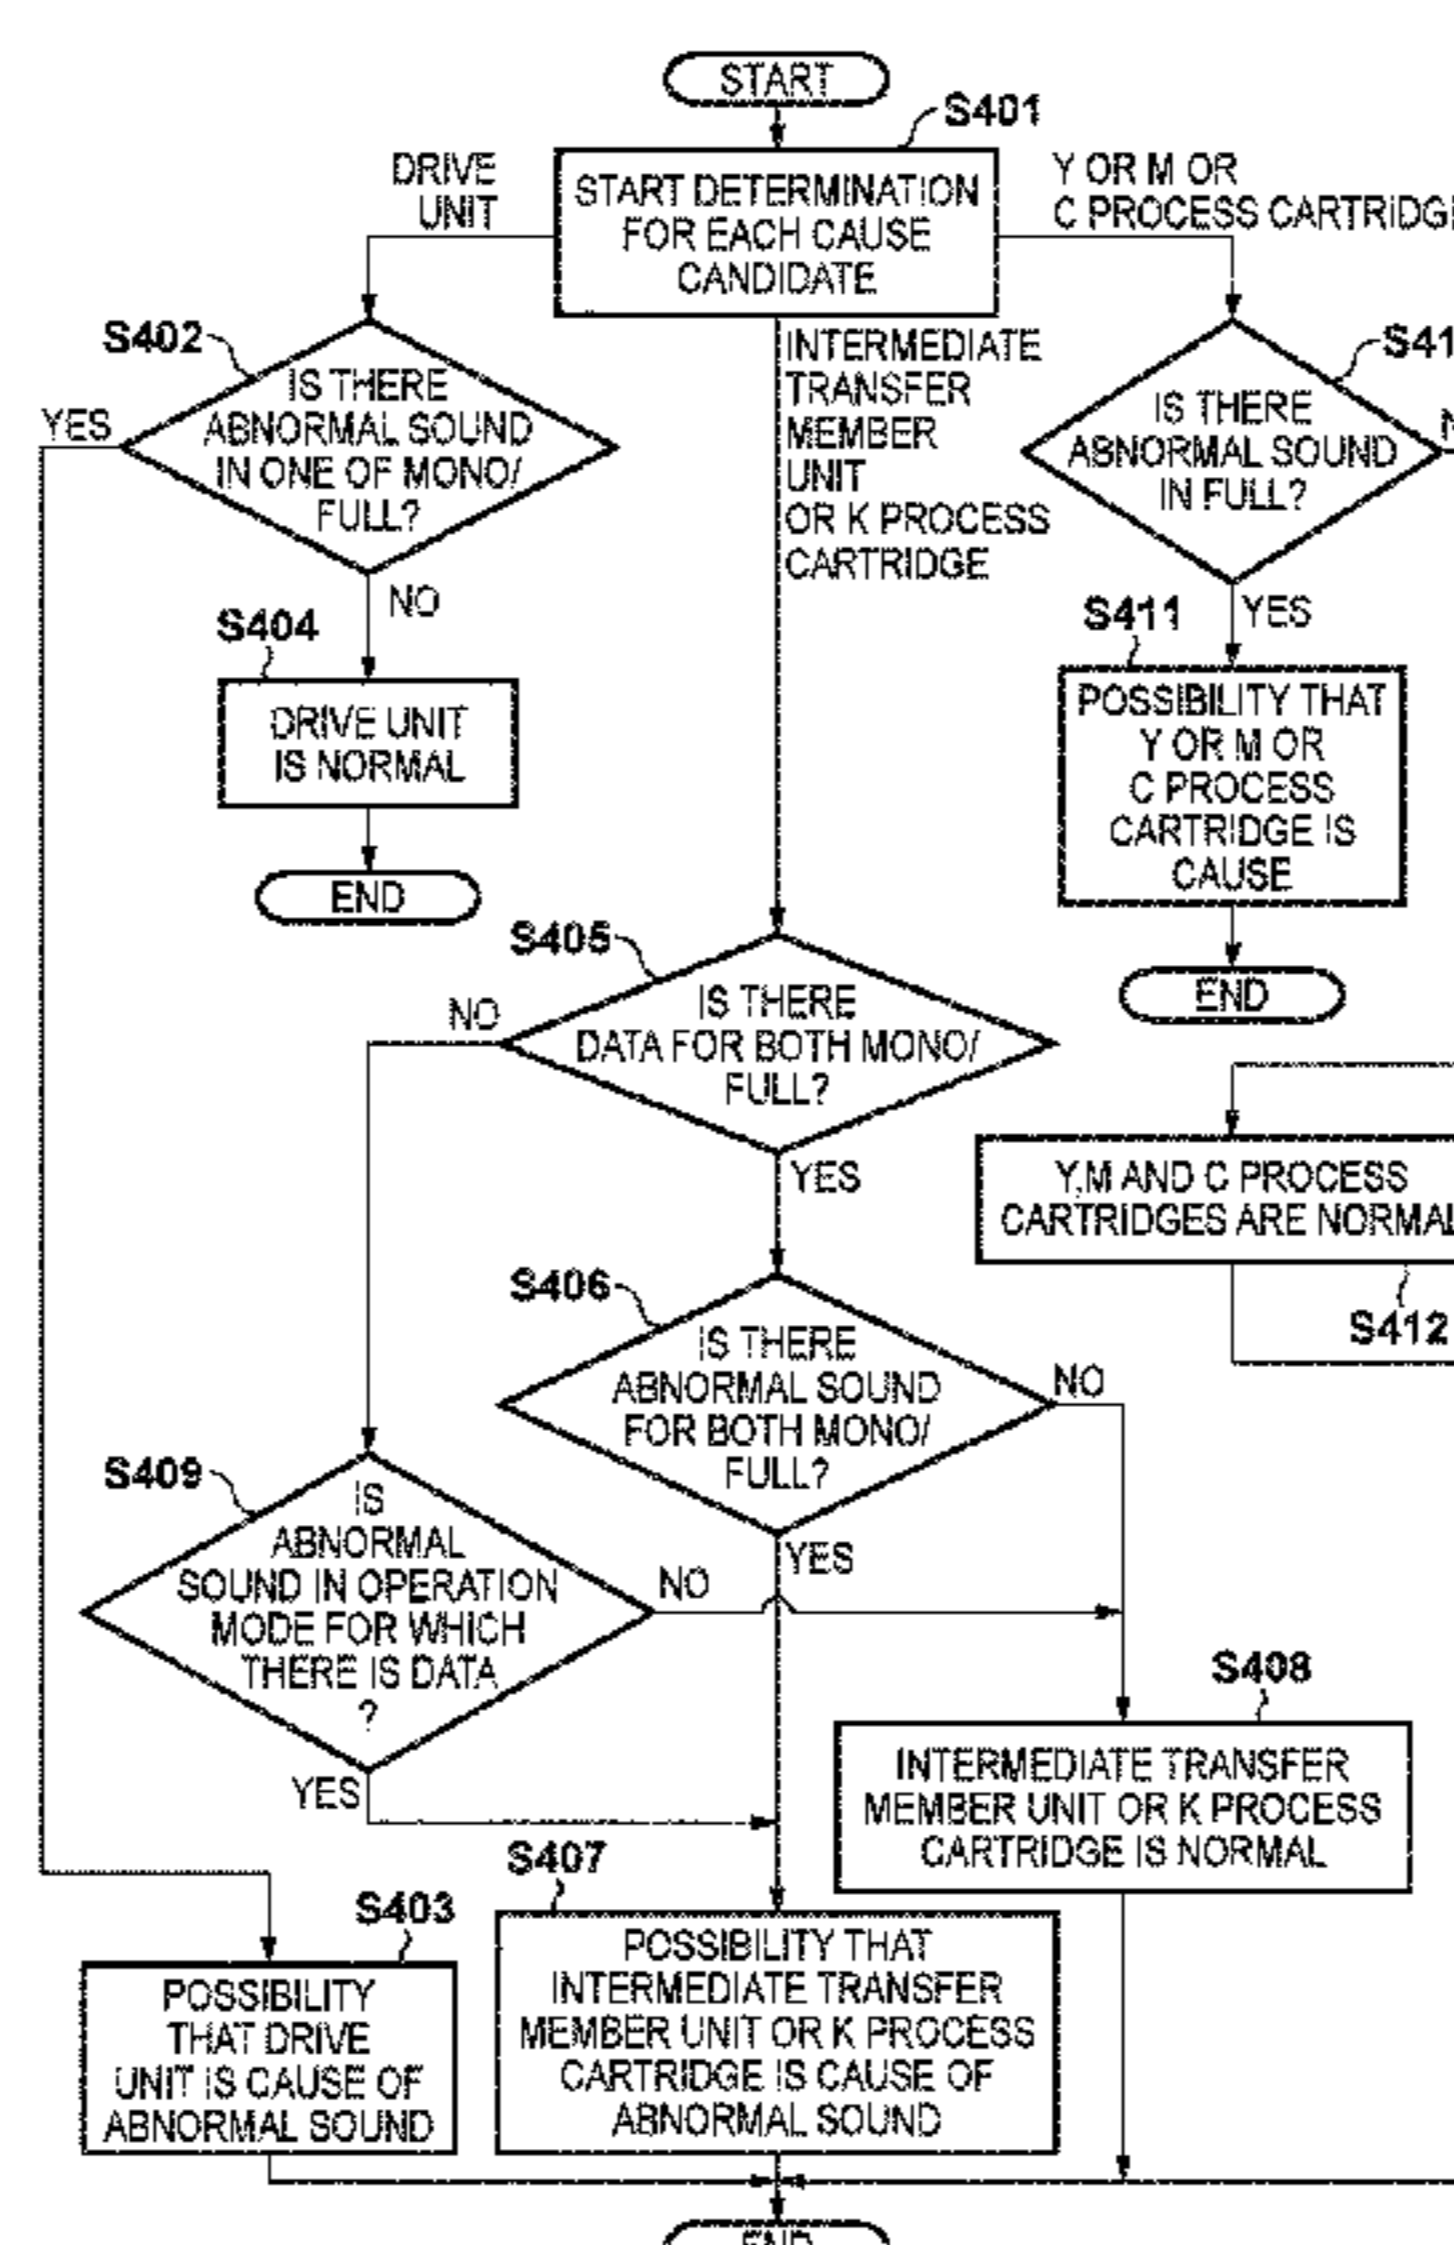 START
S401
DRIVE
UNIT
START DETERMINATION
FOR EACH CAUSE
CANDIDATE
Y OR M OR
C PROCESS CARTRIDGE
S402
IS THERE
ABNORMAL SOUND
IN ONE OF MONO/
FULL?
YES
NO
INTERMEDIATE
TRANSFER
MEMBER
UNIT
OR K PROCESS
CARTRIDGE
S41
IS THERE
ABNORMAL SOUND
IN FULL?
YES
S404
DRIVE UNIT
IS NORMAL
END
S411
POSSIBILITY THAT
Y OR M OR
C PROCESS
CARTRIDGE IS
CAUSE
END
S405
IS THERE
DATA FOR BOTH MONO/
FULL?
NO
YES
Y,M AND C PROCESS
CARTRIDGES ARE NORMAL
S412
S406
IS THERE
ABNORMAL SOUND
FOR BOTH MONO/
FULL?
NO
YES
S409
IS
ABNORMAL
SOUND IN OPERATION
MODE FOR WHICH
THERE IS DATA
?
NO
YES
S408
INTERMEDIATE TRANSFER
MEMBER UNIT OR K PROCESS
CARTRIDGE IS NORMAL
S407
POSSIBILITY THAT
INTERMEDIATE TRANSFER
MEMBER UNIT OR K PROCESS
CARTRIDGE IS CAUSE OF
ABNORMAL SOUND
S403
POSSIBILITY
THAT DRIVE
UNIT IS CAUSE OF
ABNORMAL SOUND
END